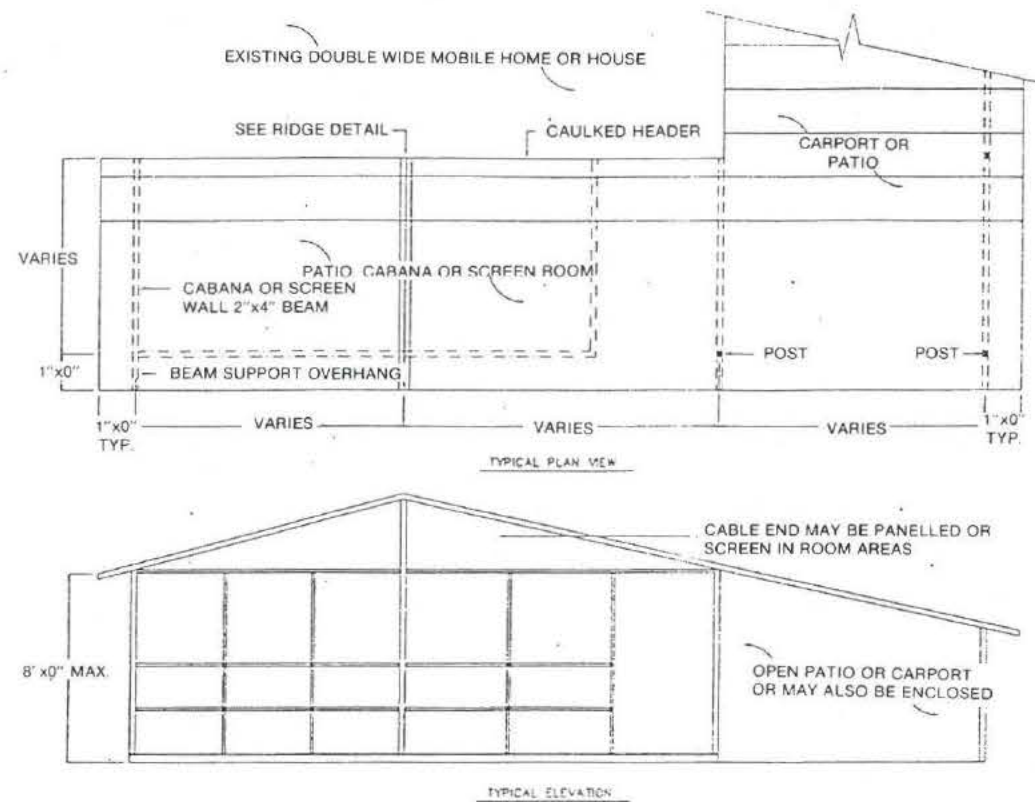 EXISTING DOUBLE WIDE MOBILE HOME OR HOUSE
SEE RIDGE DETAIL
CAULKED HEADER
CARPORT OR
PATIO
VARIES
PATIO, CABANA OR SCREEN ROOM
CABANA OR SCREEN
WALL 2"x4" BEAM
POST
POST
1"x0"
BEAM SUPPORT OVERHANG
1"x0"
TYP.
VARIES
VARIES
VARIES
1"x0"
TYP.
TYPICAL PLAN VIEW
CABLE END MAY BE PANELLED OR
SCREEN IN ROOM AREAS
8' x0" MAX.
OPEN PATIO OR CARPORT
OR MAY ALSO BE ENCLOSED
TYPICAL ELEVATION